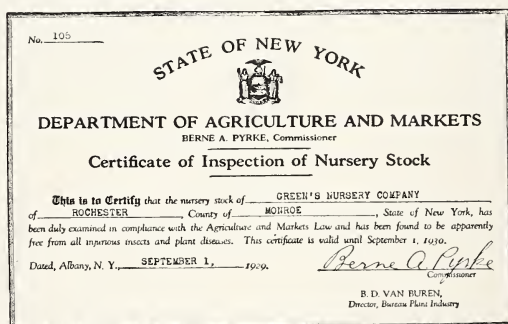 No. 105
STATE OF NEW YORK
DEPARTMENT OF AGRICULTURE AND MARKETS
BERNE A. PYRKE, Commissioner
Certificate of Inspection of Nursery Stock
This is to Certify that the nursery stock of GREEN'S NURSERY COMPANY
of ROCHESTER, County of MONROE, State of New York, has
been duly examined in compliance with the Agriculture and Markets Law and has been found to be apparently
free from all injurious insects and plant diseases. This certificate is valid until September 1, 1930.
Dated, Albany, N. Y., SEPTEMBER 1, 1929.
Berne A Pyrke
Commissioner
B. D. VAN BUREN,
Director, Bureau Plant Industry